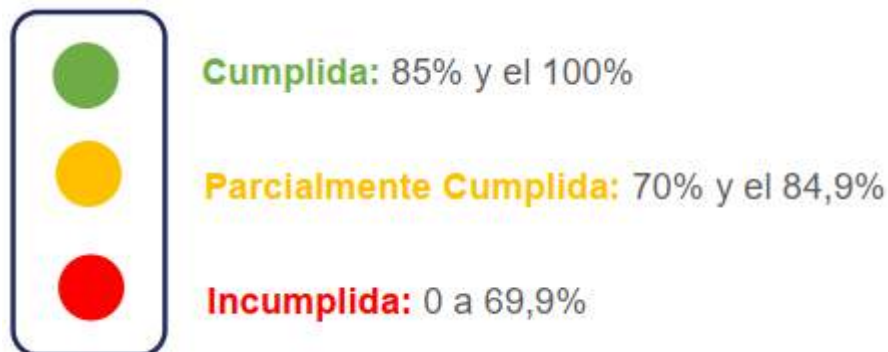 Cumplida: 85% y el 100%
Parcialmente Cumplida: 70% y el 84,9%
Incumplida: 0 a 69,9%